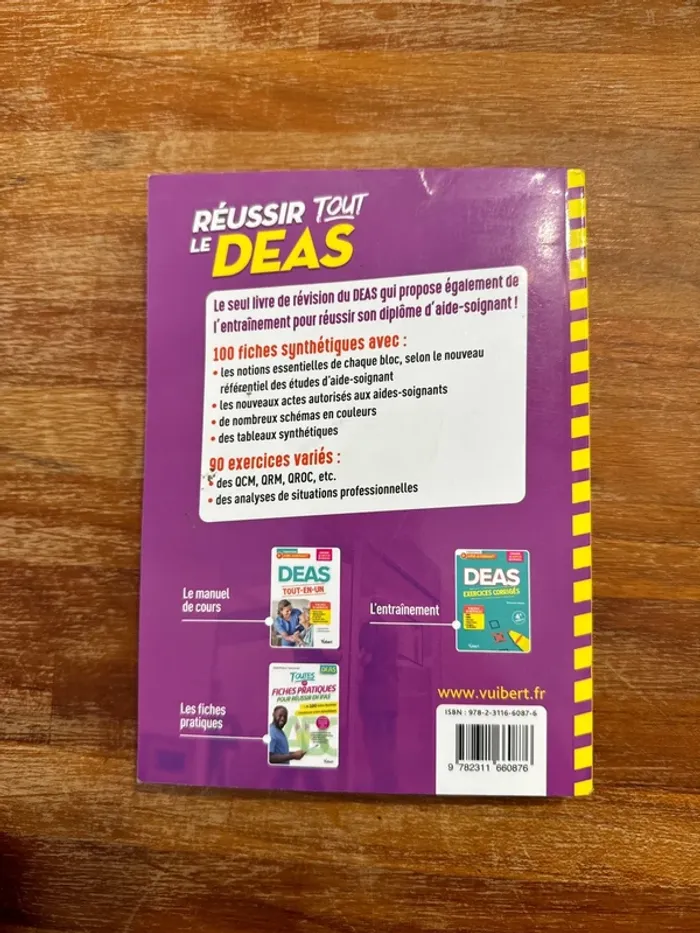 RÉUSSIR TOUT
LE DEAS
Le seul livre de révision du DEAS qui propose également de
l'entraînement pour réussir son diplôme d'aide-soignant !
100 fiches synthétiques avec :
• les notions essentielles de chaque bloc, selon le nouveau
référentiel des études d'aide-soignant
• les nouveaux actes autorisés aux aides-soignants
• de nombreux schémas en couleurs
• des tableaux synthétiques
90 exercices variés :
• des QCM, QRM, QROC, etc.
• des analyses de situations professionnelles
Le manuel
de cours
DEAS
TOUT-EN-UN
L'entraînement
DEAS
EXERCICES CORRIGÉS
Les fiches
pratiques
DEAS
TOUTES
FICHES PRATIQUES
POUR RÉUSSIR EN IFAS
www.vuibert.fr
ISBN : 978-2-3116-6087-6
9 782311 660876